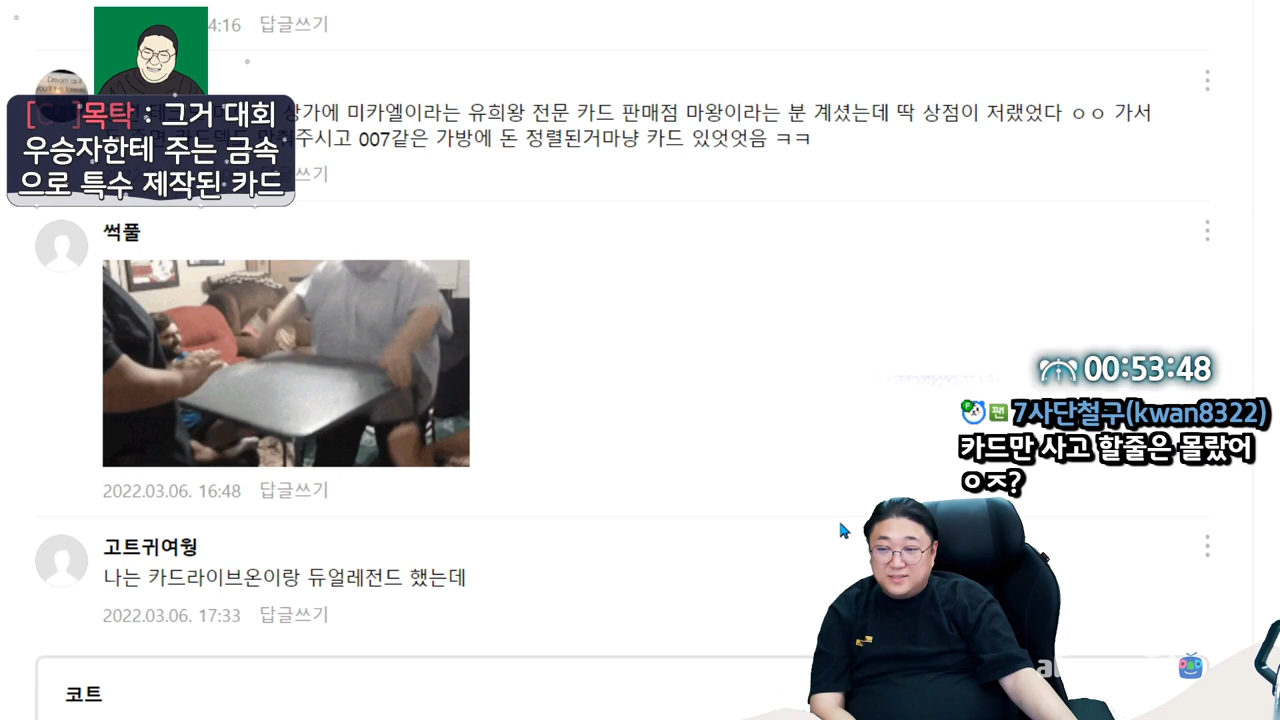 4:16 답글쓰기
상가에 미카엘이라는 유희왕 전문 카드 판매점 마왕이라는 분 계셨는데 딱 상점이 저랬었다 ㅇㅇ 가서
맞춰주시고 007같은 가방에 돈 정렬된거마냥 카드 있엇엇음 ㅋㅋ
답글쓰기
목탁 : 그거 대회
우승자한테 주는 금속
으로 특수 제작된 카드
썩풀
2022.03.06. 16:48 답글쓰기
00:53:48
팬 7사단철구(kwan8322)
카드만 사고 할줄은 몰랐어
ㅇㅈ?
고트귀여웡
나는 카드라이브온이랑 듀얼레전드 했는데
2022.03.06. 17:33 답글쓰기
코트